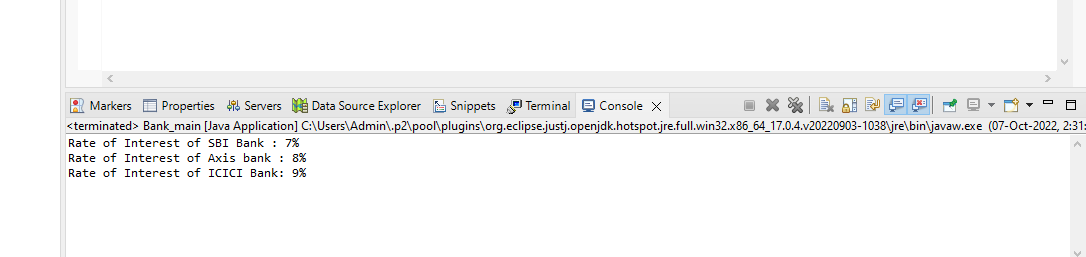 Markers Properties Servers Data Source Explorer Snippets Terminal Console
<terminated> Bank_main [Java Application] C:\Users\Admin\.p2\pool\plugins\org.eclipse.justj.openjdk.hotspot.jre.full.win32.x86_64_17.0.4.v20220903-1038\jre\bin\javaw.exe (07-Oct-2022, 2:31:
Rate of Interest of SBI Bank : 7%
Rate of Interest of Axis bank : 8%
Rate of Interest of ICICI Bank: 9%